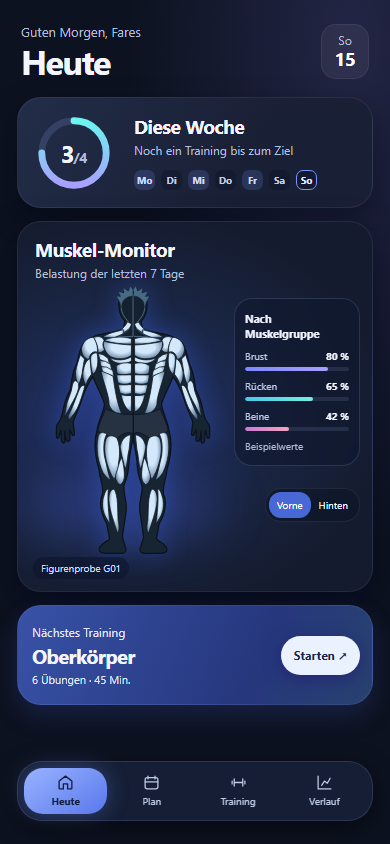 Guten Morgen, Fares
Heute
So
15
3/4
Diese Woche
Noch ein Training bis zum Ziel
Mo Di Mi Do Fr Sa So
Muskel-Monitor
Belastung der letzten 7 Tage
Nach
Muskelgruppe
Brust 80 %
Rücken 65 %
Beine 42 %
Beispielwerte
Vorne Hinten
Figurenprobe G01
Nächstes Training
Oberkörper
6 Übungen · 45 Min.
Starten ↗
Heute Plan Training Verlauf